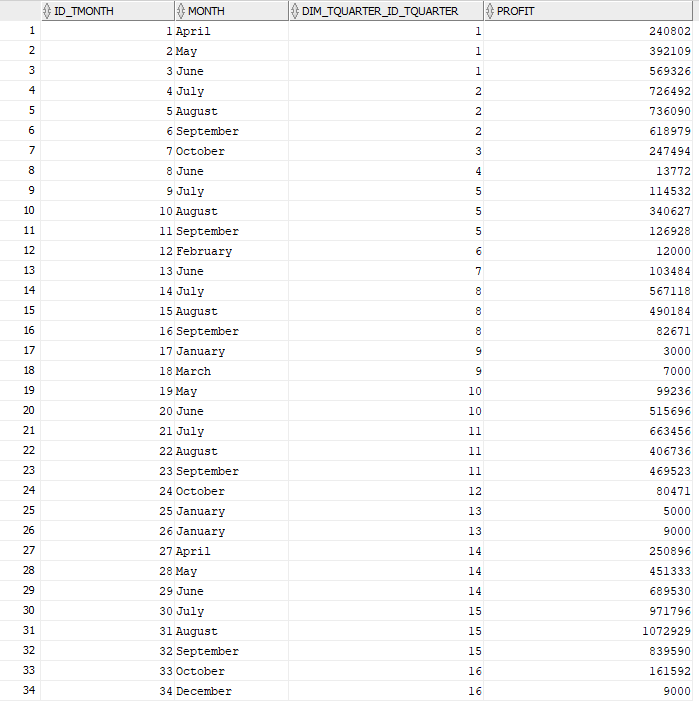 ID_TMONTH MONTH DIM_TQUARTER_ID_TQUARTER PROFIT
1 1 April 1 240802
2 2 May 1 392109
3 3 June 1 569326
4 4 July 2 726492
5 5 August 2 736090
6 6 September 2 618979
7 7 October 3 247494
8 8 June 4 13772
9 9 July 5 114532
10 10 August 5 340627
11 11 September 5 126928
12 12 February 6 12000
13 13 June 7 103484
14 14 July 8 567118
15 15 August 8 490184
16 16 September 8 82671
17 17 January 9 3000
18 18 March 9 7000
19 19 May 10 99236
20 20 June 10 515696
21 21 July 11 663456
22 22 August 11 406736
23 23 September 11 469523
24 24 October 12 80471
25 25 January 13 5000
26 26 January 13 9000
27 27 April 14 250896
28 28 May 14 451333
29 29 June 14 689530
30 30 July 15 971796
31 31 August 15 1072929
32 32 September 15 839590
33 33 October 16 161592
34 34 December 16 9000